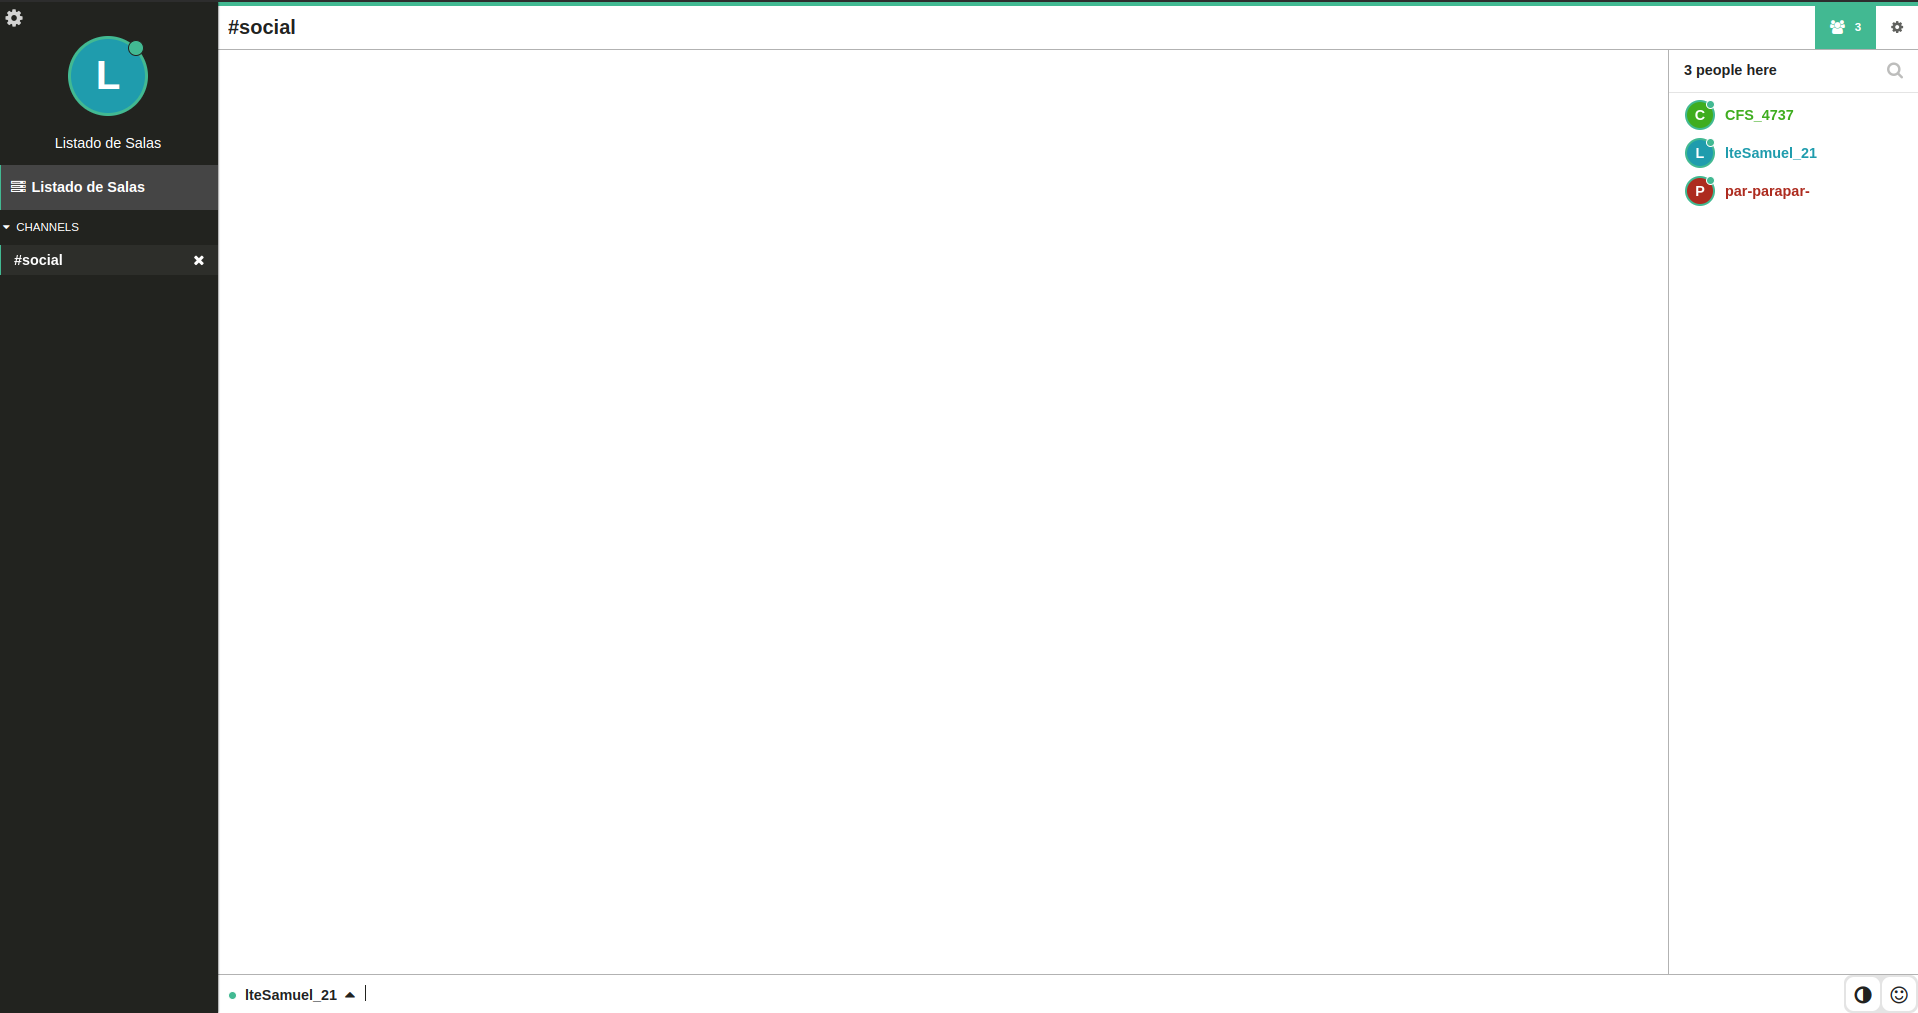 L
Listado de Salas
Listado de Salas
CHANNELS
#social
#social
3
3 people here
C CFS_4737
L lteSamuel_21
P par-parapar-
lteSamuel_21